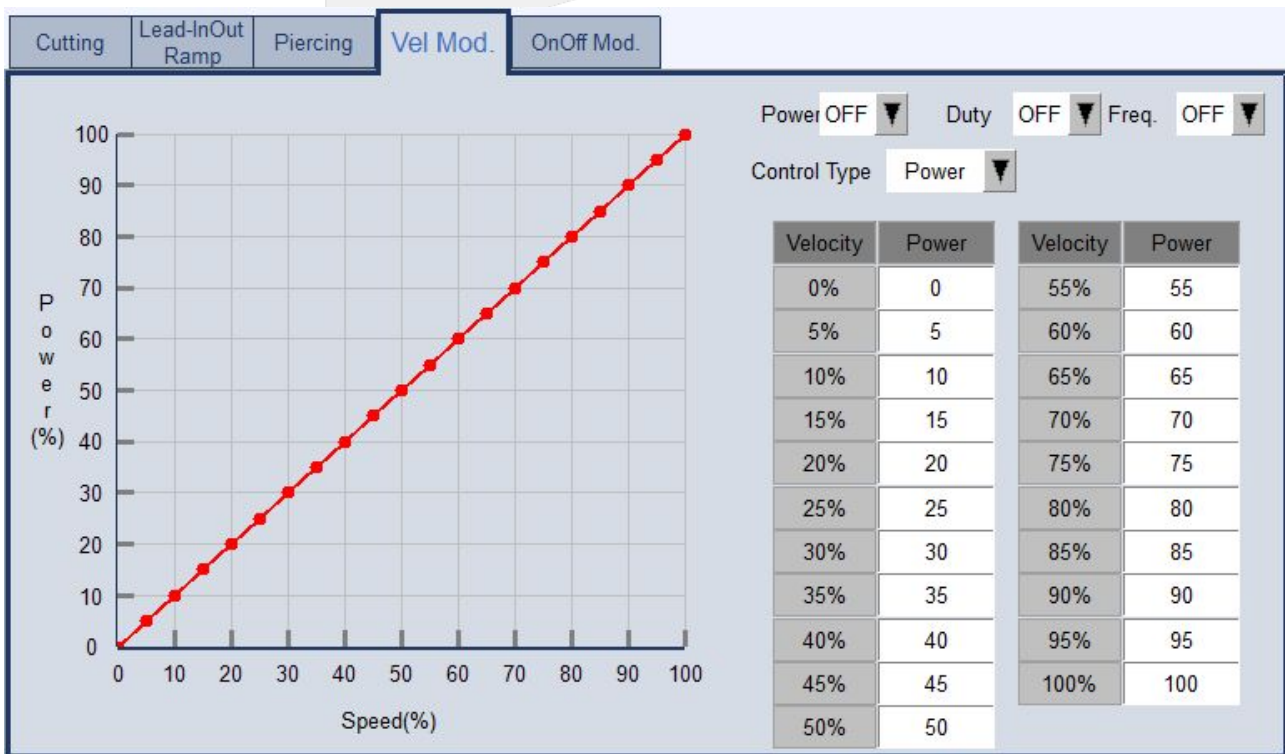 Cutting
Lead-InOut
Ramp
Piercing
Vel Mod.
OnOff Mod.
Power OFF Duty OFF Freq. OFF
Control Type Power
Power(%)
100
90
80
70
60
50
40
30
20
10
0
0 10 20 30 40 50 60 70 80 90 100
Speed(%)
Velocity Power Velocity Power
0% 0 55% 55
5% 5 60% 60
10% 10 65% 65
15% 15 70% 70
20% 20 75% 75
25% 25 80% 80
30% 30 85% 85
35% 35 90% 90
40% 40 95% 95
45% 45 100% 100
50% 50